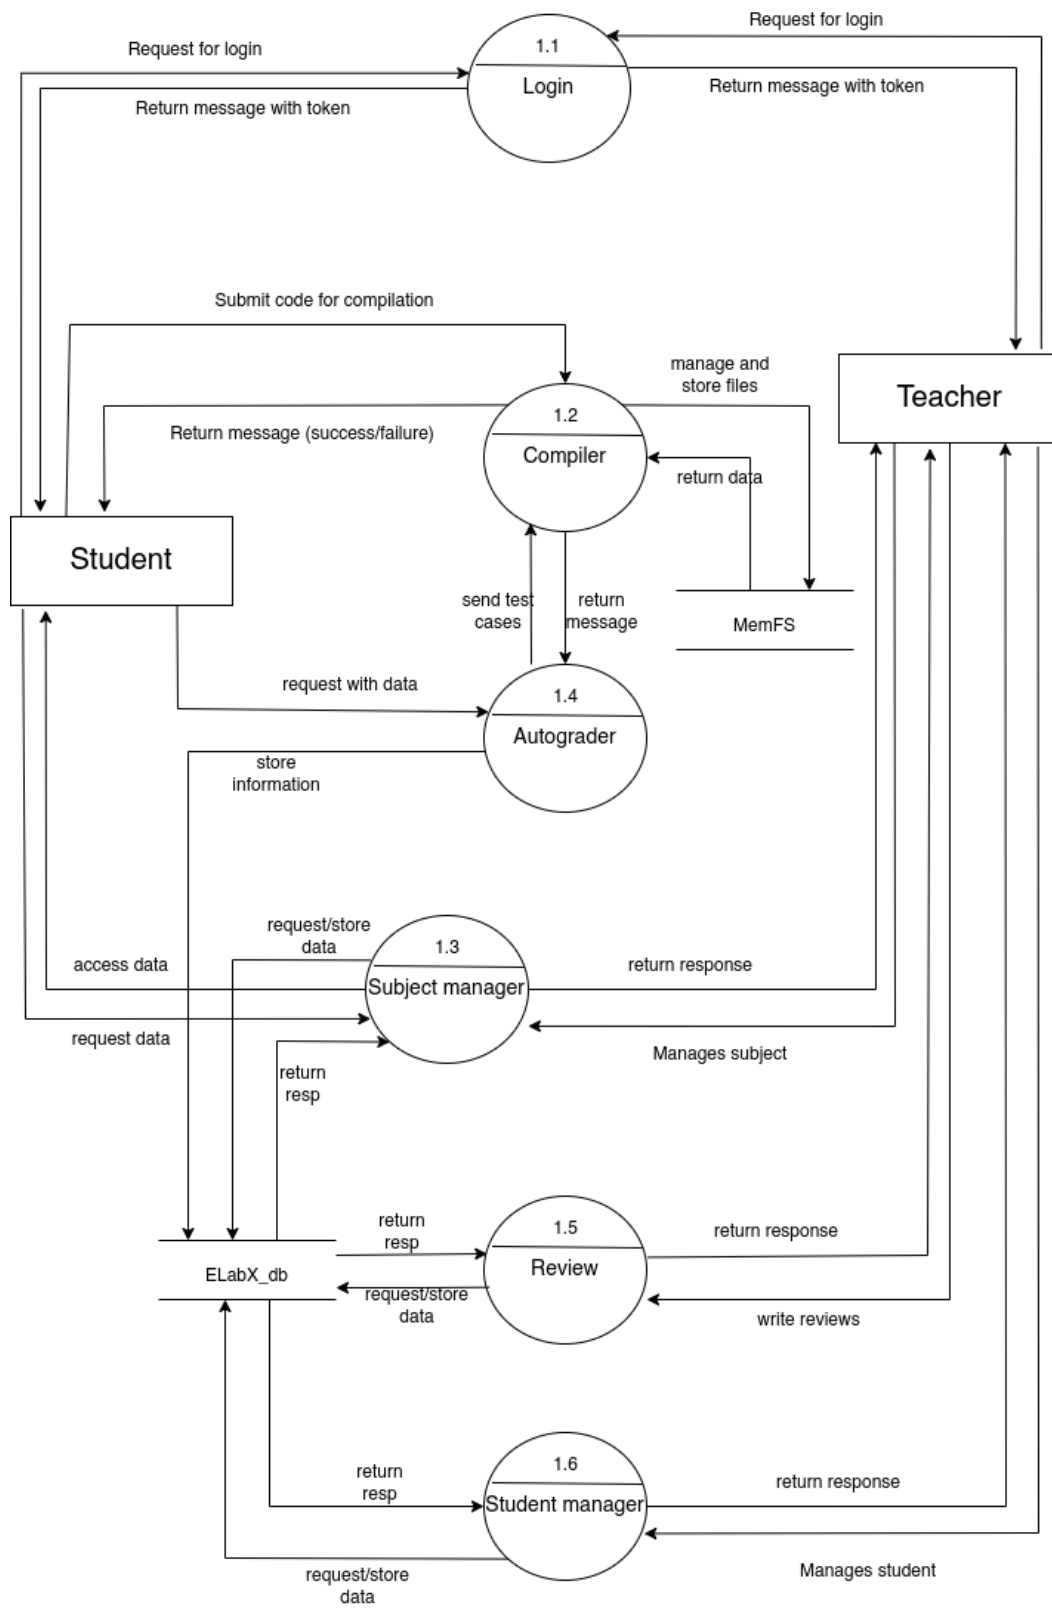 Request for login
1.1
Request for login
Login
Return message with token
Return message with token
Submit code for compilation
manage and
store files
Teacher
1.2
Return message (success/failure)
Compiler
return data
Student
send test
cases
return
message
MemFS
request with data
1.4
Autograder
store
information
request/store
data
1.3
access data
return response
Subject manager
request data
Manages subject
return
resp
return
resp
1.5
return response
ELabX_db
Review
request/store
data
write reviews
return
resp
1.6
return response
Student manager
request/store
data
Manages student